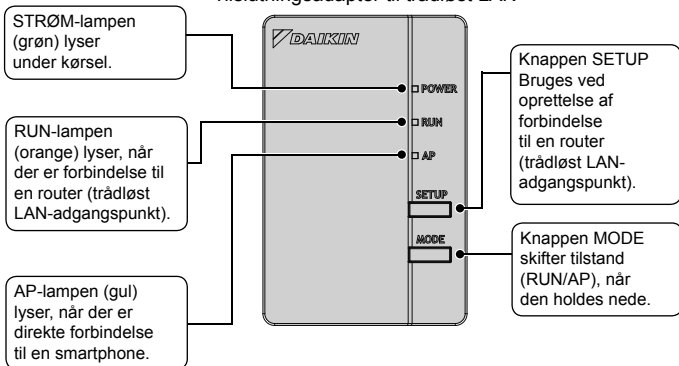 Tilslutningsadapter til trådløst LAN
STRØM-lampen
(grøn) lyser
under kørsel.
RUN-lampen
(orange) lyser, når
der er forbindelse til
en router (trådløst
LAN-adgangspunkt).
AP-lampen (gul)
lyser, når der er
direkte forbindelse
til en smartphone.
DAIKIN
POWER
RUN
AP
SETUP
MODE
Knappen SETUP
Bruges ved
oprettelse af
forbindelse
til en router
(trådløst LAN-
adgangspunkt).
Knappen MODE
skifter tilstand
(RUN/AP), når
den holdes nede.